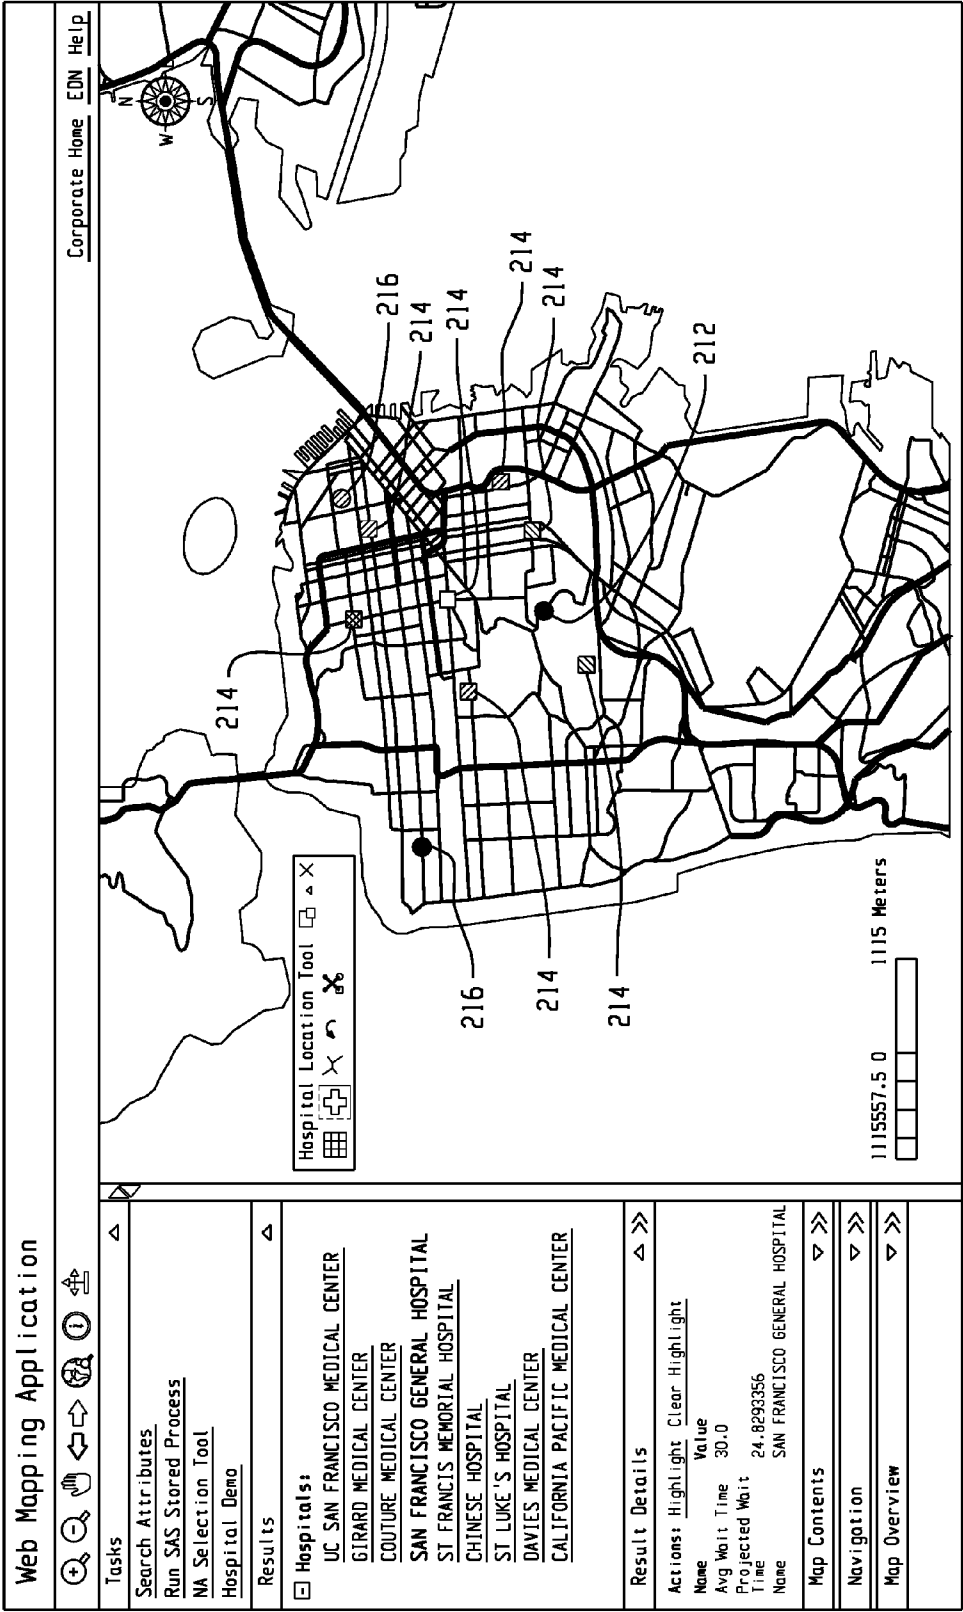 Web Mapping Application
Corporate Home EDN Help
Tasks
Search Attributes
Run SAS Stored Process
NA Selection Tool
Hospital Demo
Results
Hospitals:
UC SAN FRANCISCO MEDICAL CENTER
GIRARD MEDICAL CENTER
COUTURE MEDICAL CENTER
SAN FRANCISCO GENERAL HOSPITAL
ST FRANCIS MEMORIAL HOSPITAL
CHINESE HOSPITAL
ST LUKE'S HOSPITAL
DAVIES MEDICAL CENTER
CALIFORNIA PACIFIC MEDICAL CENTER
Result Details
Actions: Highlight Clear Highlight
Name Value
Avg Wait Time 30.0
Projected Wait
Time 24.8293356
Name SAN FRANCISCO GENERAL HOSPITAL
Map Contents
Navigation
Map Overview
Hospital Location Tool
N
W
S
214
216
214
214
214
214
212
216
214
214
1115557.5 0 1115 Meters